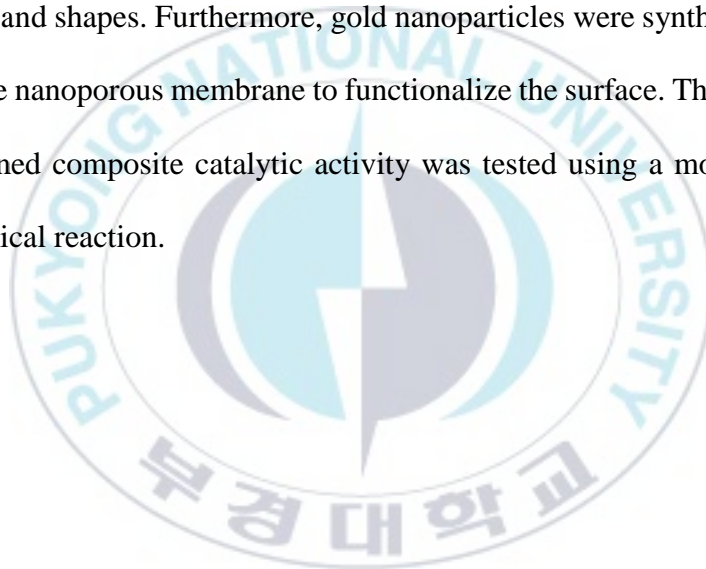 and shapes. Furthermore, gold nanoparticles were synth
e nanoporous membrane to functionalize the surface. Th
ned composite catalytic activity was tested using a mo
ical reaction.
PUKYONG NATIONAL UNIVERSITY
부경대학교